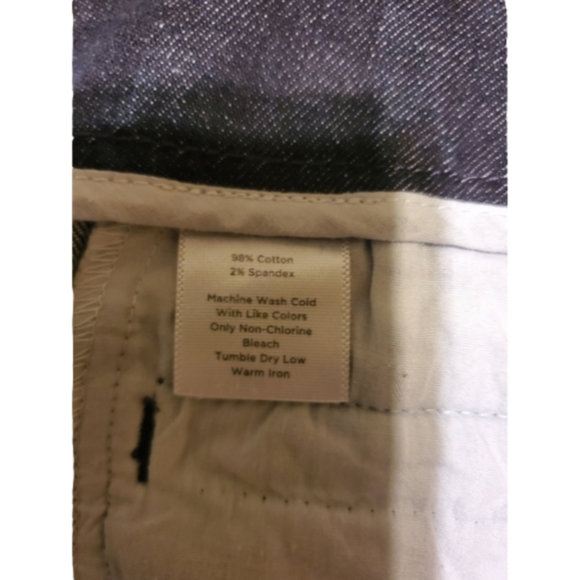 98% Cotton
2% Spandex
Machine Wash Cold
With Like Colors
Only Non-Chlorine
Bleach
Tumble Dry Low
Warm Iron